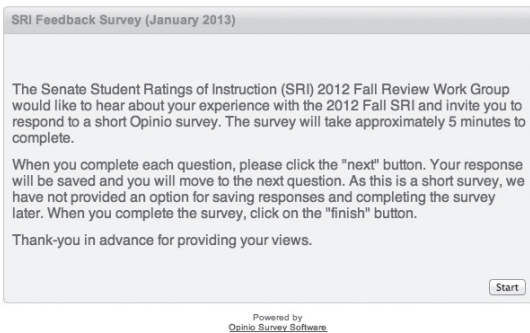 SRI Feedback Survey (January 2013)
The Senate Student Ratings of Instruction (SRI) 2012 Fall Review Work Group
would like to hear about your experience with the 2012 Fall SRI and invite you to
respond to a short Opinio survey. The survey will take approximately 5 minutes to
complete.
When you complete each question, please click the "next" button. Your response
will be saved and you will move to the next question. As this is a short survey, we
have not provided an option for saving responses and completing the survey
later. When you complete the survey, click on the "finish" button.
Thank-you in advance for providing your views.
Start
Powered by
Opinio Survey Software